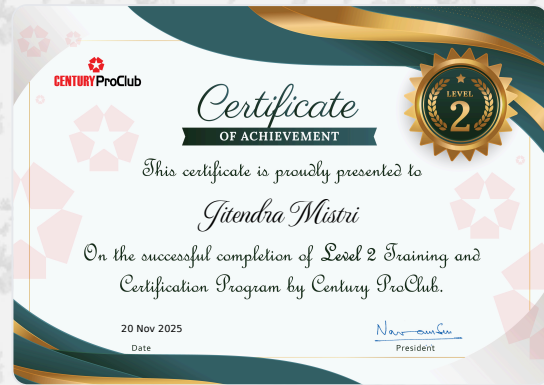 CENTURYProClub
LEVEL
2
Certificate
OF ACHIEVEMENT
This certificate is proudly presented to
Jitendra Mistri
On the successful completion of Level 2 Training and
Certification Program by Century ProClub.
20 Nov 2025
Date
President